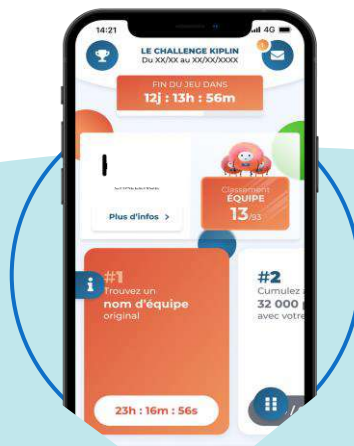 14:21
4G
LE CHALLENGE KIPLIN
Du XX/XX au XX/XX/XXXX
FIN DU JEU DANS
12j : 13h : 56m
Plus d'infos >
Classement
ÉQUIPE
13/93
i
#1
Trouvez un
nom d'équipe
original
23h : 16m : 56s
#2
Cumulez
32 000
avec votre